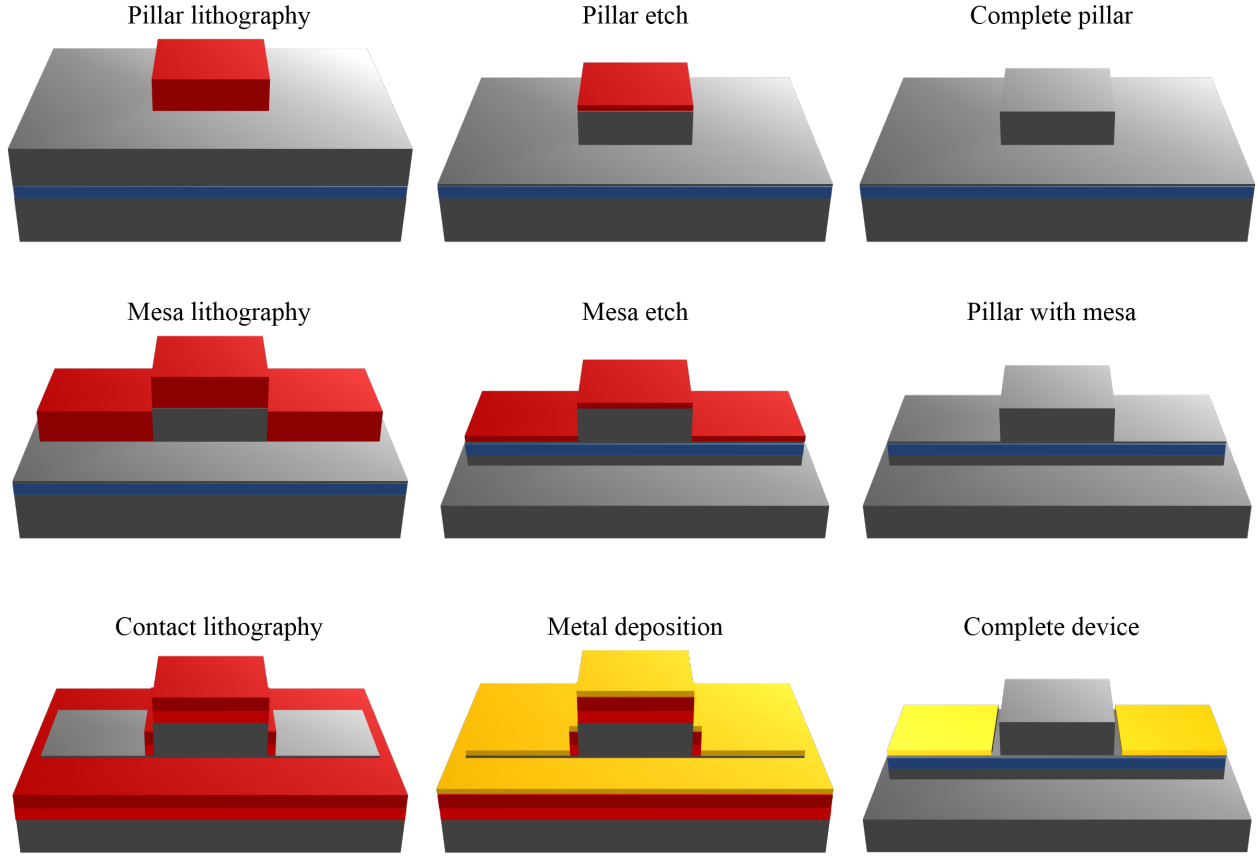 Pillar lithography
Pillar etch
Complete pillar
Mesa lithography
Mesa etch
Pillar with mesa
Contact lithography
Metal deposition
Complete device